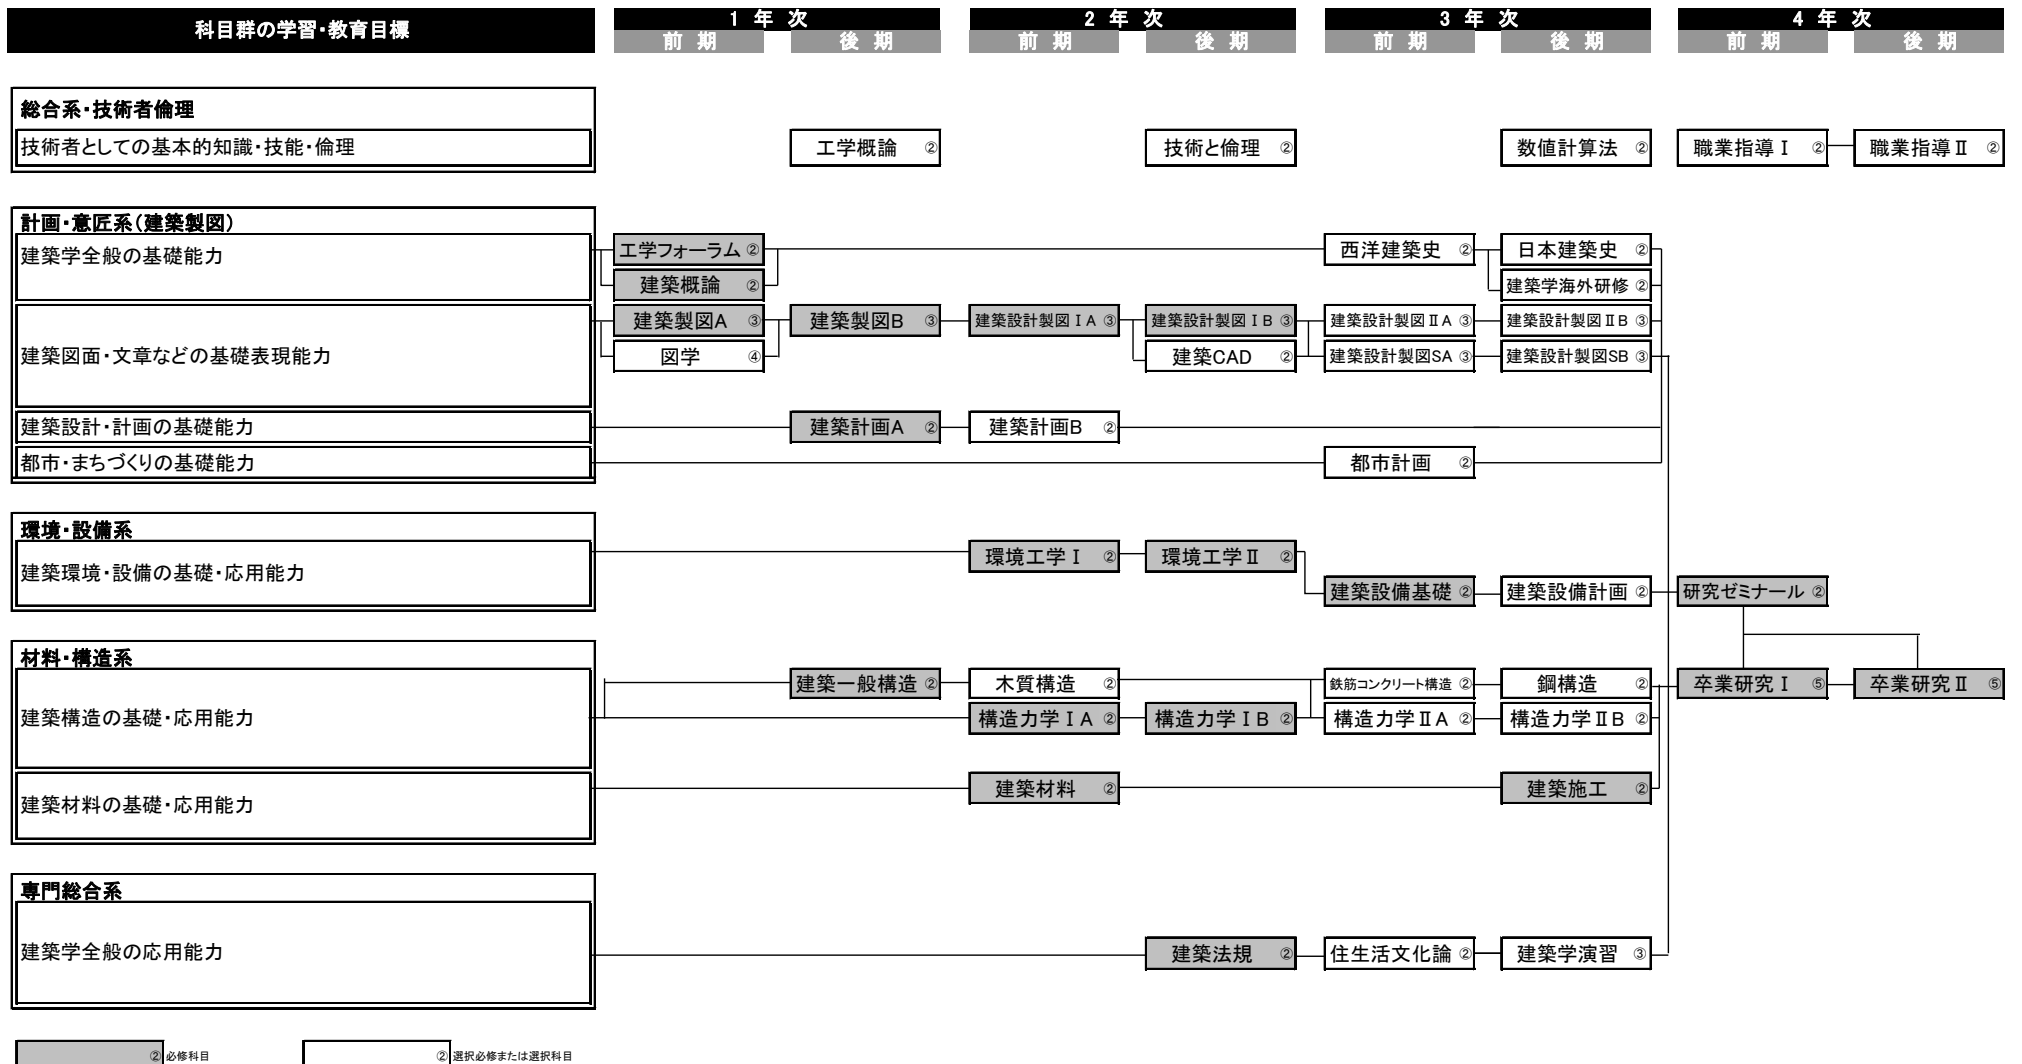 科目群の学習・教育目標
1 年 次 2 年 次 3 年 次 4 年 次
前 期 後 期 前 期 後 期 前 期 後 期 前 期 後 期
総合系・技術者倫理
技術者としての基本的知識・技能・倫理 工学概論 ② 技術と倫理 ② 数値計算法 ② 職業指導Ⅰ ② 職業指導Ⅱ ②
計画・意匠系(建築製図)
建築学全般の基礎能力 工学フォーラム ② 西洋建築史 ② 日本建築史 ②
建築概論 ② 建築学海外研修 ②
建築製図A ③ 建築製図B ③ 建築設計製図ⅠA ③ 建築設計製図ⅠB ③ 建築設計製図ⅡA ③ 建築設計製図ⅡB ③
建築図面・文章などの基礎表現能力 図学 ④ 建築CAD ② 建築設計製図SA ③ 建築設計製図SB ③
建築設計・計画の基礎能力 建築計画A ② 建築計画B ②
都市・まちづくりの基礎能力 都市計画 ②
環境・設備系
建築環境・設備の基礎・応用能力 環境工学Ⅰ ② 環境工学Ⅱ ②
建築設備基礎 ② 建築設備計画 ② 研究ゼミナール ②
材料・構造系
建築一般構造 ② 木質構造 ② 鉄筋コンクリート構造 ② 鋼構造 ② 卒業研究Ⅰ ⑤ 卒業研究Ⅱ ⑤
建築構造の基礎・応用能力 構造力学ⅠA ② 構造力学ⅠB ② 構造力学ⅡA ② 構造力学ⅡB ②
建築材料の基礎・応用能力 建築材料 ② 建築施工 ②
専門総合系
建築学全般の応用能力 建築法規 ② 住生活文化論 ② 建築学演習 ③
② 必修科目 ② 選択必修または選択科目